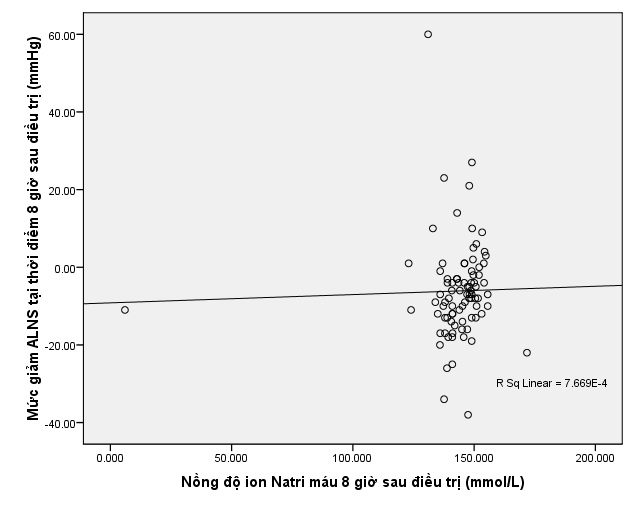 60.00
40.00
20.00
0.00
-20.00
-40.00
Mức giảm ALNS tại thời điểm 8 giờ sau điều trị (mmHg)
R Sq Linear = 7.669E-4
0.000 50.000 100.000 150.000 200.000
Nồng độ ion Natri máu 8 giờ sau điều trị (mmol/L)